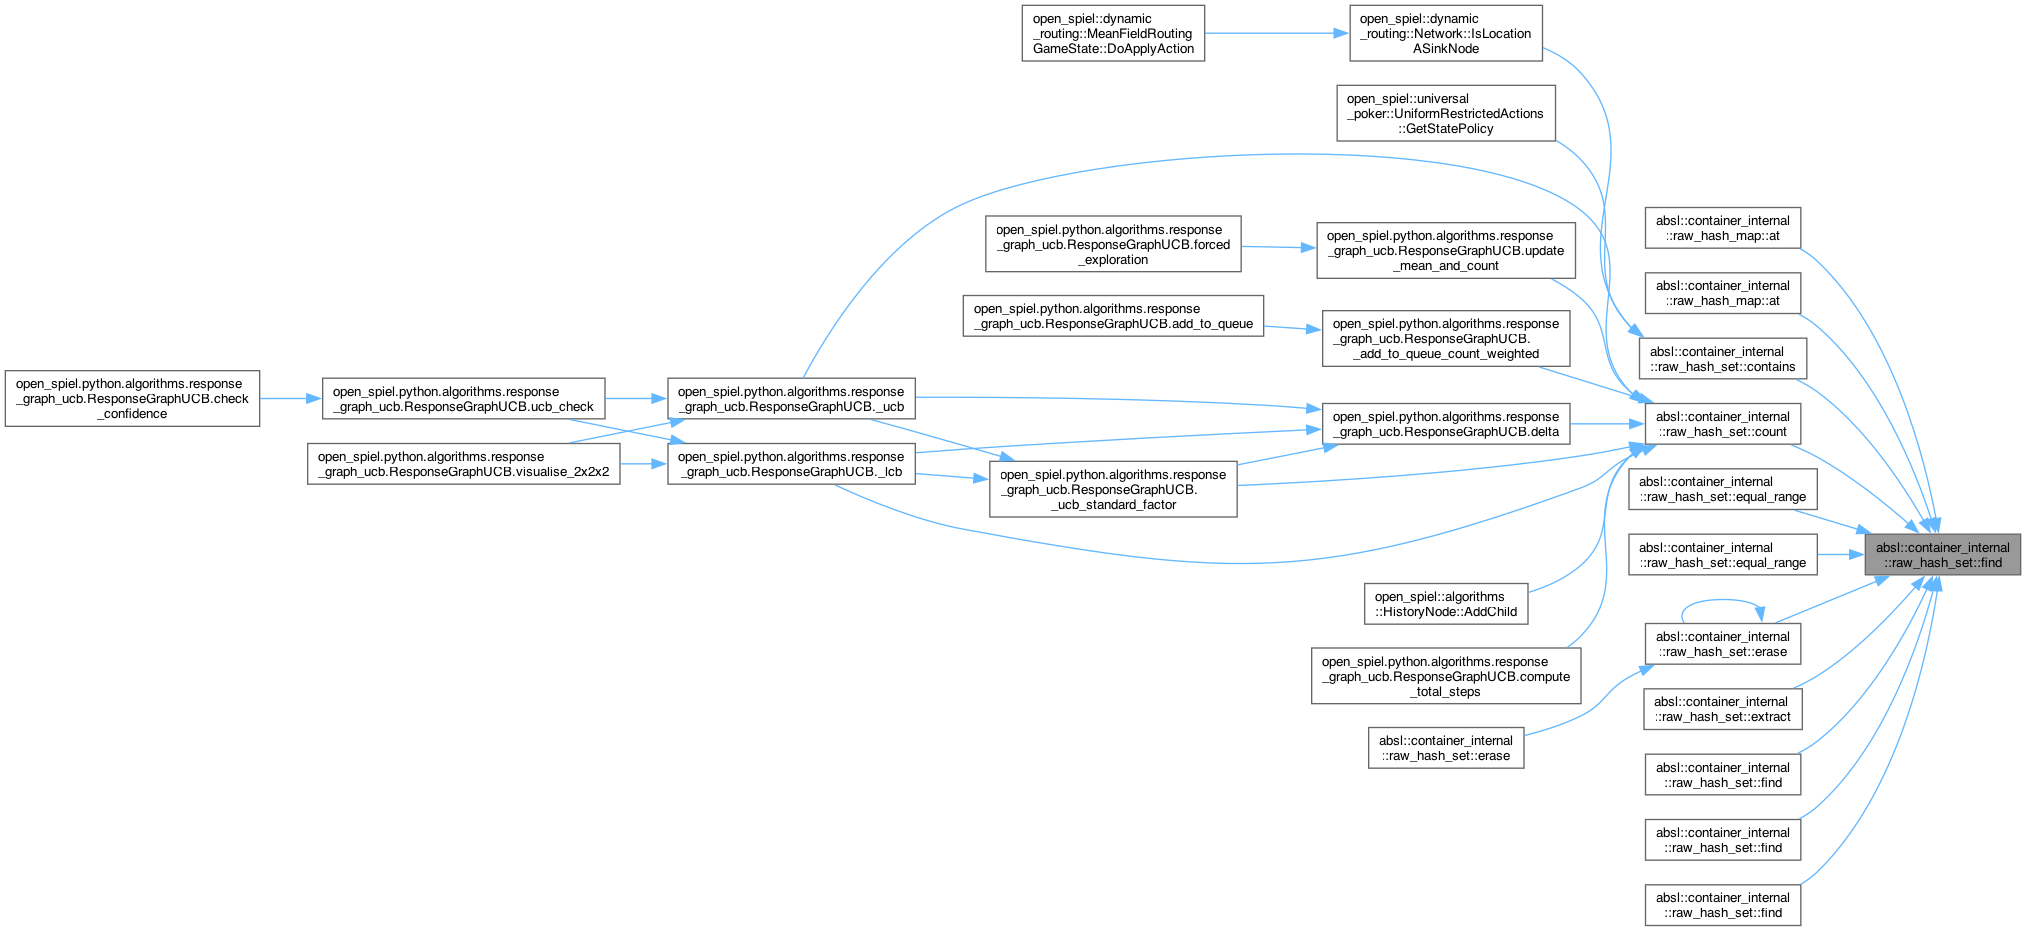 open_spiel::dynamic
_routing::MeanFieldRouting
GameState::DoApplyAction
open_spiel::dynamic
_routing::Network::IsLocation
ASinkNode
open_spiel::universal
_poker::UniformRestrictedActions
::GetStatePolicy
absl::container_internal
::raw_hash_map::at
open_spiel.python.algorithms.response
_graph_ucb.ResponseGraphUCB.forced
_exploration
open_spiel.python.algorithms.response
_graph_ucb.ResponseGraphUCB.update
_mean_and_count
absl::container_internal
::raw_hash_map::at
open_spiel.python.algorithms.response
_graph_ucb.ResponseGraphUCB.add_to_queue
open_spiel.python.algorithms.response
_graph_ucb.ResponseGraphUCB.
_add_to_queue_count_weighted
absl::container_internal
::raw_hash_set::contains
open_spiel.python.algorithms.response
_graph_ucb.ResponseGraphUCB.check
_confidence
open_spiel.python.algorithms.response
_graph_ucb.ResponseGraphUCB.ucb_check
open_spiel.python.algorithms.response
_graph_ucb.ResponseGraphUCB._ucb
open_spiel.python.algorithms.response
_graph_ucb.ResponseGraphUCB.delta
absl::container_internal
::raw_hash_set::count
open_spiel.python.algorithms.response
_graph_ucb.ResponseGraphUCB.visualise_2x2x2
open_spiel.python.algorithms.response
_graph_ucb.ResponseGraphUCB._lcb
open_spiel.python.algorithms.response
_graph_ucb.ResponseGraphUCB.
_ucb_standard_factor
absl::container_internal
::raw_hash_set::equal_range
absl::container_internal
::raw_hash_set::equal_range
absl::container_internal
::raw_hash_set::find
open_spiel::algorithms
::HistoryNode::AddChild
absl::container_internal
::raw_hash_set::erase
open_spiel.python.algorithms.response
_graph_ucb.ResponseGraphUCB.compute
_total_steps
absl::container_internal
::raw_hash_set::extract
absl::container_internal
::raw_hash_set::erase
absl::container_internal
::raw_hash_set::find
absl::container_internal
::raw_hash_set::find
absl::container_internal
::raw_hash_set::find